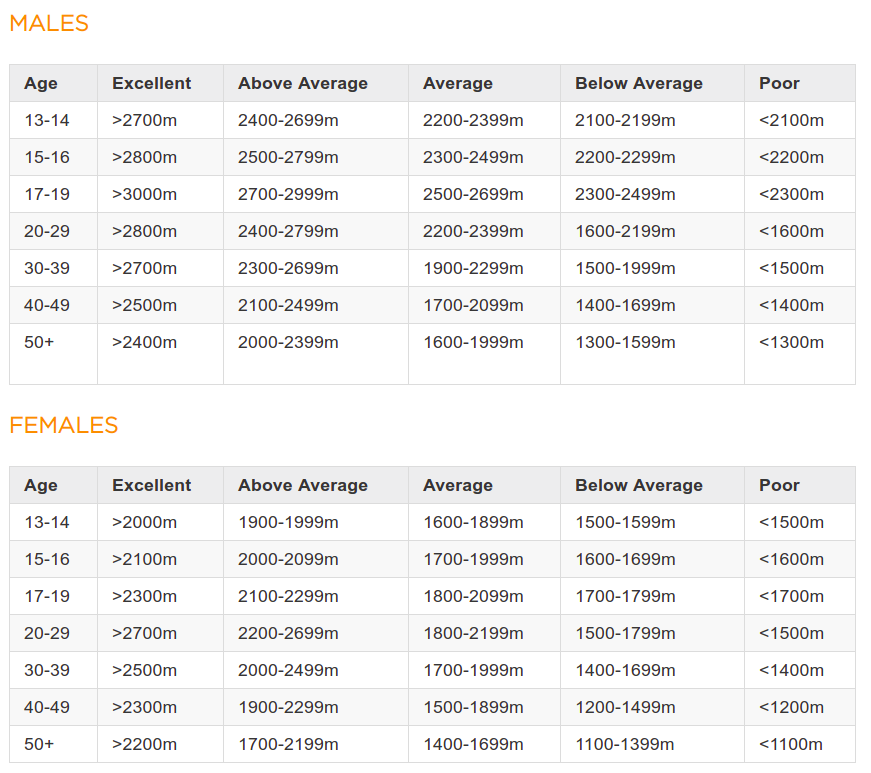 MALES
Age Excellent Above Average Average Below Average Poor
13-14 >2700m 2400-2699m 2200-2399m 2100-2199m <2100m
15-16 >2800m 2500-2799m 2300-2499m 2200-2299m <2200m
17-19 >3000m 2700-2999m 2500-2699m 2300-2499m <2300m
20-29 >2800m 2400-2799m 2200-2399m 1600-2199m <1600m
30-39 >2700m 2300-2699m 1900-2299m 1500-1999m <1500m
40-49 >2500m 2100-2499m 1700-2099m 1400-1699m <1400m
50+ >2400m 2000-2399m 1600-1999m 1300-1599m <1300m
FEMALES
Age Excellent Above Average Average Below Average Poor
13-14 >2000m 1900-1999m 1600-1899m 1500-1599m <1500m
15-16 >2100m 2000-2099m 1700-1999m 1600-1699m <1600m
17-19 >2300m 2100-2299m 1800-2099m 1700-1799m <1700m
20-29 >2700m 2200-2699m 1800-2199m 1500-1799m <1500m
30-39 >2500m 2000-2499m 1700-1999m 1400-1699m <1400m
40-49 >2300m 1900-2299m 1500-1899m 1200-1499m <1200m
50+ >2200m 1700-2199m 1400-1699m 1100-1399m <1100m